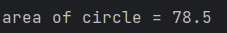 area of circle = 78.5